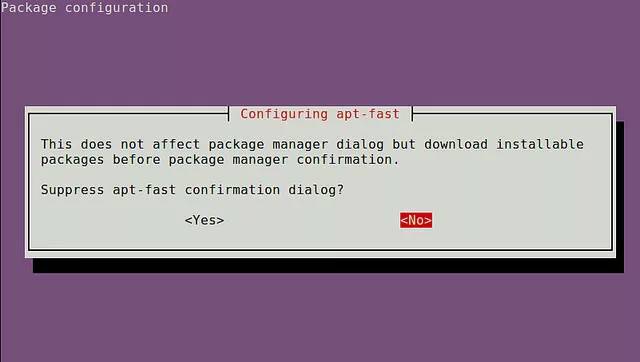 Package configuration
Configuring apt-fast
This does not affect package manager dialog but download installable
packages before package manager confirmation.
Suppress apt-fast confirmation dialog?
<Yes> <No>